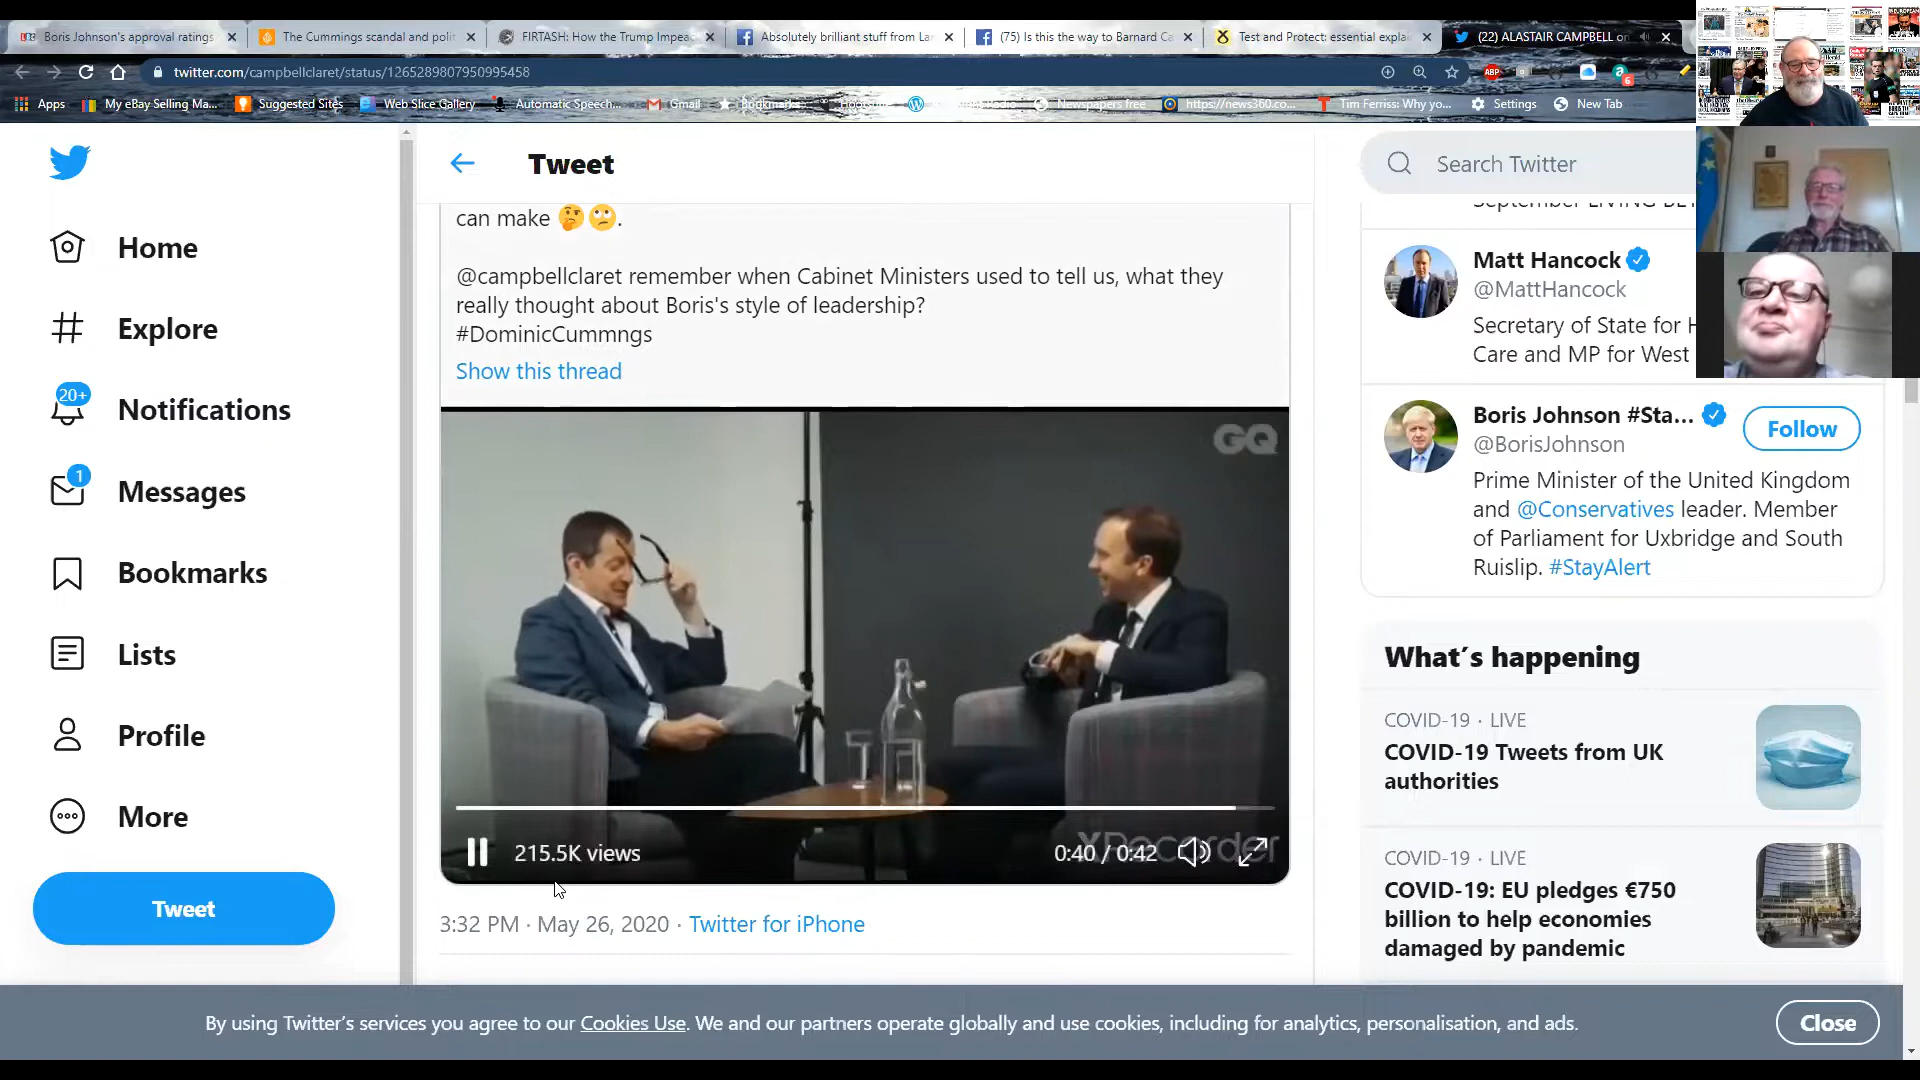 Boris Johnson's approval ratings
The Cummings scandal and polit
FIRTASH: How the Trump Impea
Absolutely brilliant stuff from La
(75) Is this the way to Barnard Ca
Test and Protect: essential expla
(22) ALASTAIR CAMPBELL on
twitter.com/campbellclaret/status/1265289807950995458
ABP
6
Apps
My eBay Selling Ma...
Suggested Sites
Web Slice Gallery
Automatic Speech...
Gmail
Bookmarks
Newspapers free
https://news360.co...
Tim Ferriss: Why yo...
Settings
New Tab
Home
Explore
20+
Notifications
1
Messages
Bookmarks
Lists
Profile
More
Tweet
Tweet
can make 🤔🙄.
@campbellclaret remember when Cabinet Ministers used to tell us, what they
really thought about Boris's style of leadership?
#DominicCummngs
Show this thread
GQ
XRecorder
215.5K views
0:40 / 0:42
3:32 PM · May 26, 2020 · Twitter for iPhone
Search Twitter
Matt Hancock
@MattHancock
Secretary of State for H
Care and MP for West
Boris Johnson #Sta...
@BorisJohnson
Follow
Prime Minister of the United Kingdom
and @Conservatives leader. Member
of Parliament for Uxbridge and South
Ruislip. #StayAlert
What's happening
COVID-19 · LIVE
COVID-19 Tweets from UK
authorities
COVID-19 · LIVE
COVID-19: EU pledges €750
billion to help economies
damaged by pandemic
By using Twitter's services you agree to our Cookies Use. We and our partners operate globally and use cookies, including for analytics, personalisation, and ads.
Close